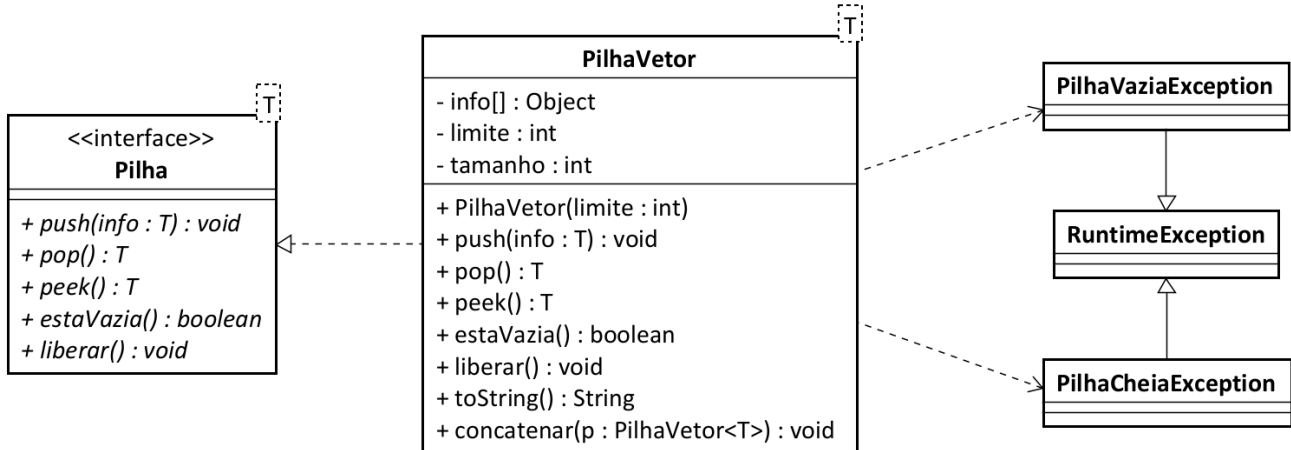 T
<<interface>>
Pilha
+ push(info : T) : void
+ pop() : T
+ peek() : T
+ estaVazia() : boolean
+ liberar() : void
T
PilhaVetor
- info[] : Object
- limite : int
- tamanho : int
+ PilhaVetor(limite : int)
+ push(info : T) : void
+ pop() : T
+ peek() : T
+ estaVazia() : boolean
+ liberar() : void
+ toString() : String
+ concatenar(p : PilhaVetor<T>) : void
PilhaVaziaException
RuntimeException
PilhaCheiaException